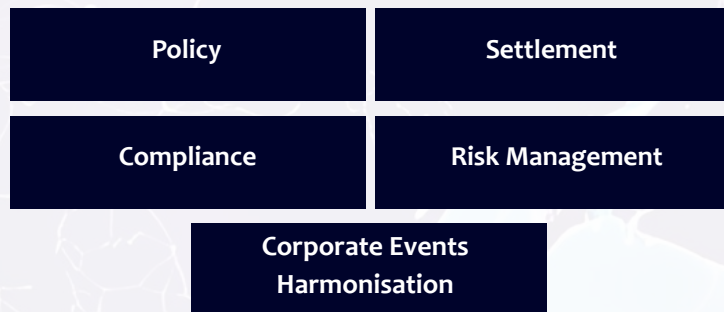 Policy
Settlement
Compliance
Risk Management
Corporate Events
Harmonisation